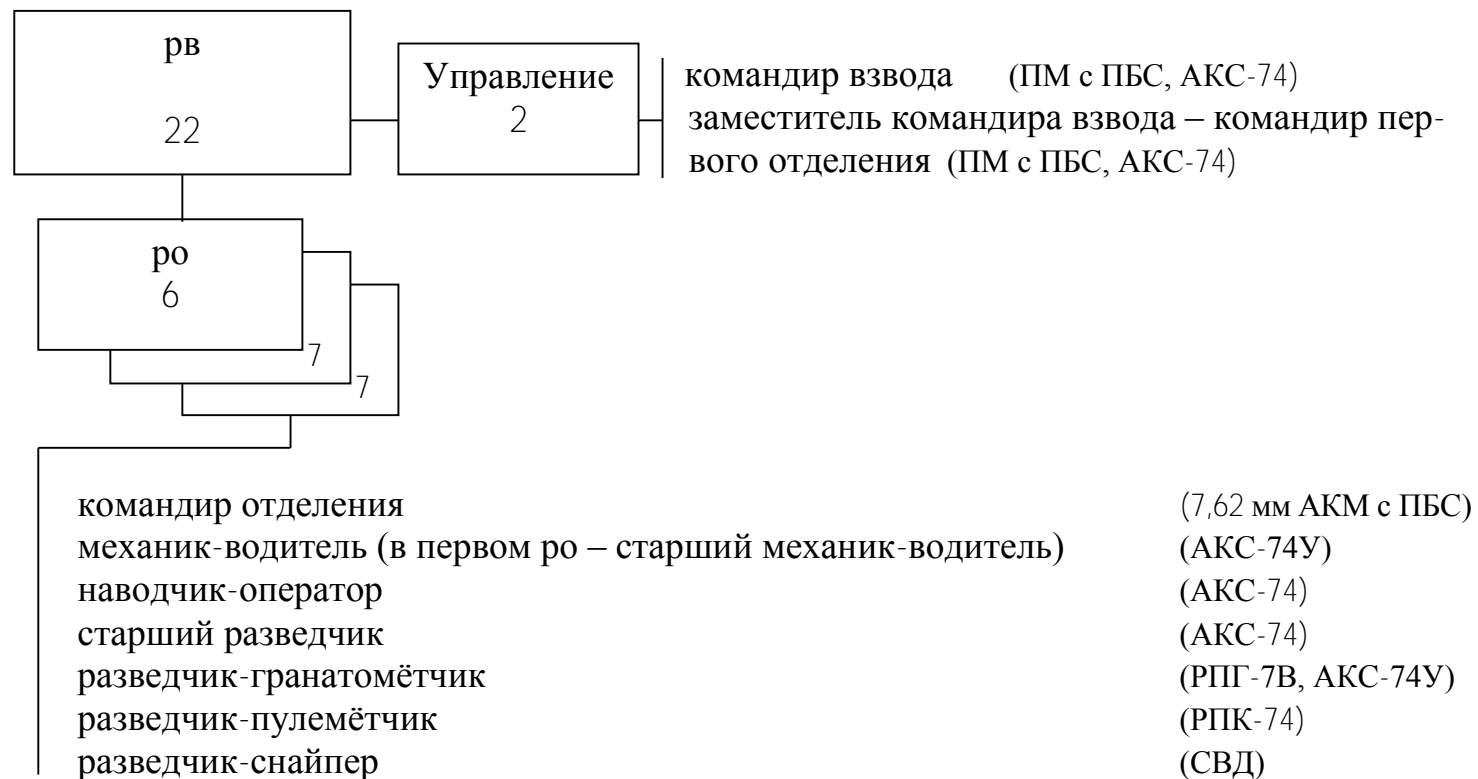 рв
22
Управление
2
командир взвода (ПМ с ПБС, АКС-74)
заместитель командира взвода – командир пер-
вого отделения (ПМ с ПБС, АКС-74)
ро
6
7
7
командир отделения (7,62 мм АКМ с ПБС)
механик-водитель (в первом ро – старший механик-водитель) (АКС-74У)
наводчик-оператор (АКС-74)
старший разведчик (АКС-74)
разведчик-гранатомётчик (РПГ-7В, АКС-74У)
разведчик-пулемётчик (РПК-74)
разведчик-снайпер (СВД)